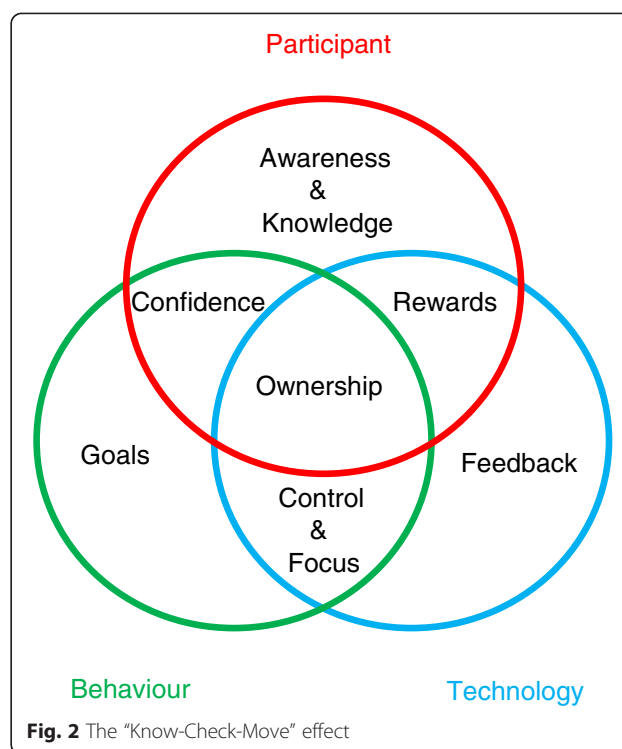 Participant
Awareness
&
Knowledge
Confidence
Rewards
Ownership
Goals
Feedback
Control
&
Focus
Behaviour
Technology
Fig. 2 The “Know-Check-Move” effect